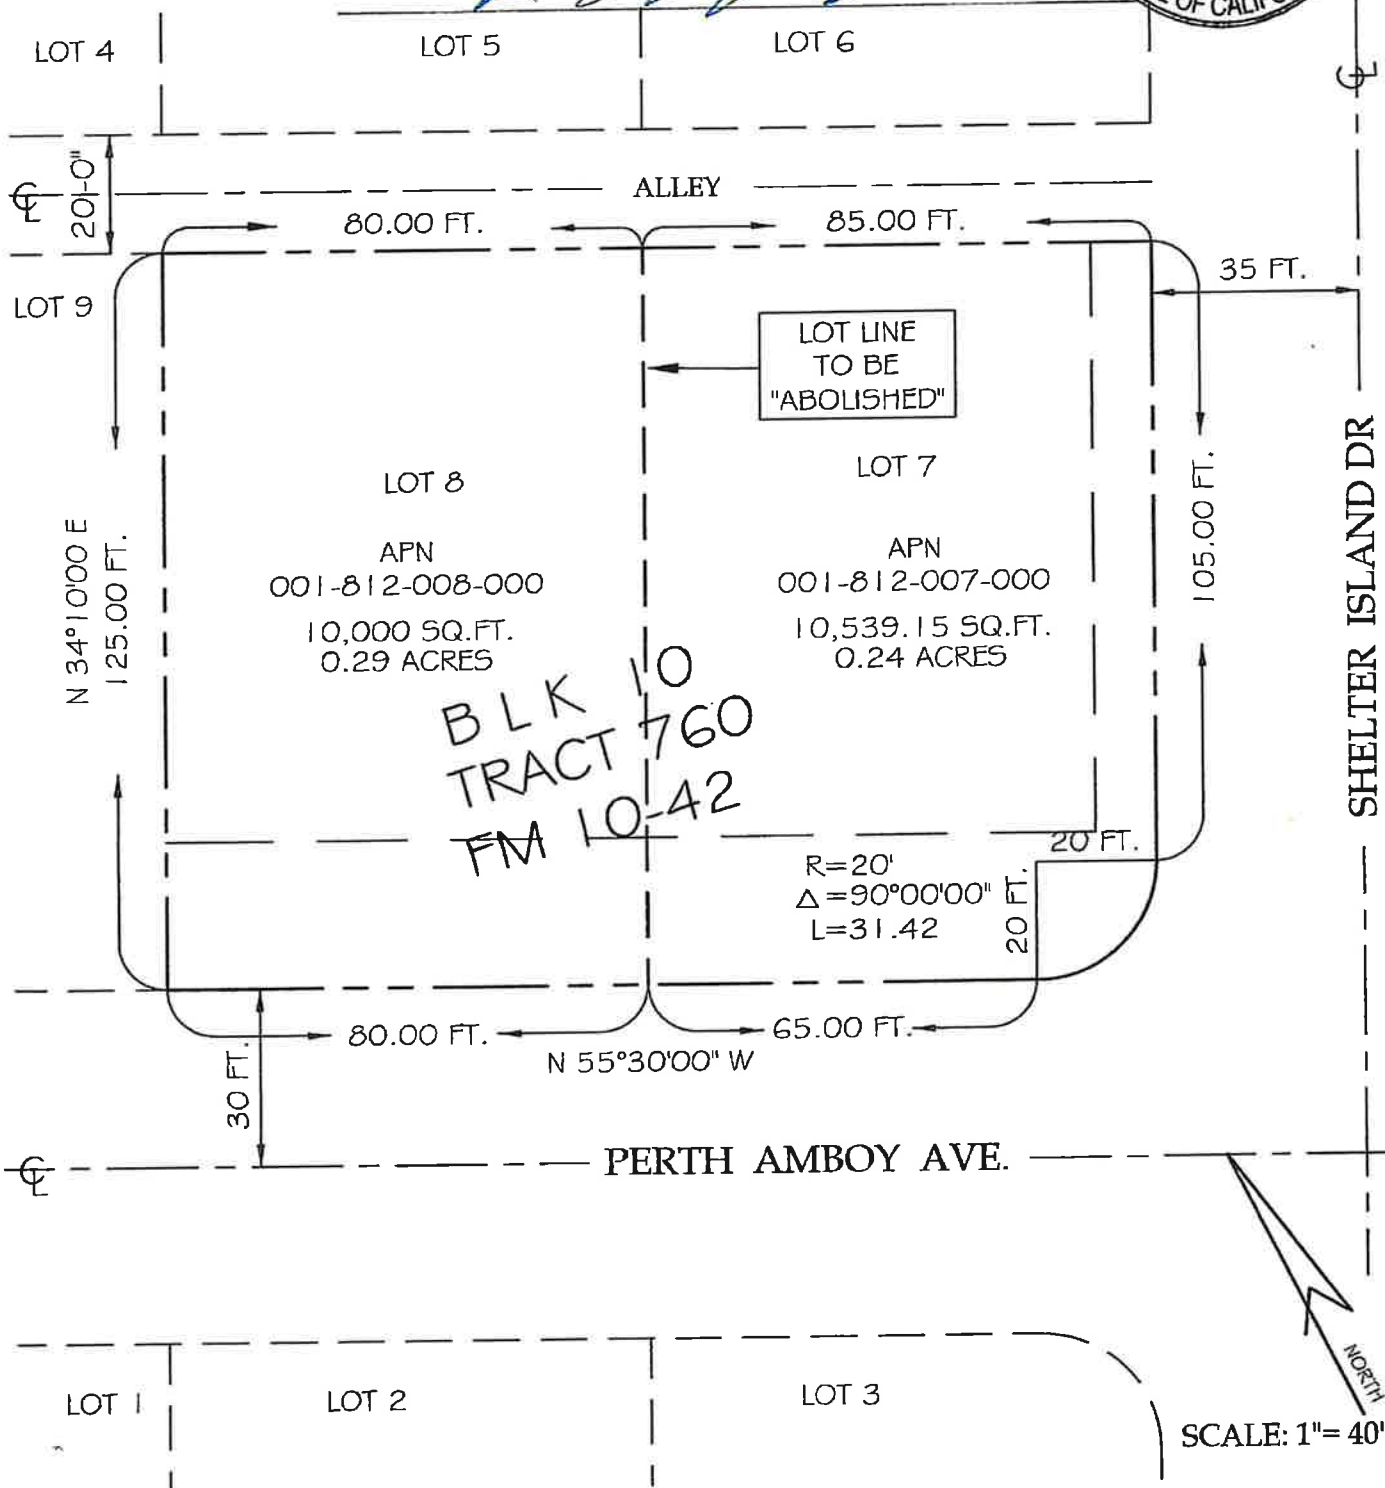 OF CALIFO
LOT 4
LOT 5
LOT 6
℄
20'-0"
℄
ALLEY
80.00 FT.
85.00 FT.
35 FT.
LOT 9
LOT LINE
TO BE
"ABOLISHED"
LOT 8
LOT 7
APN
001-812-008-000
10,000 SQ.FT.
0.29 ACRES
APN
001-812-007-000
10,539.15 SQ.FT.
0.24 ACRES
N 34°10'00 E
125.00 FT.
105.00 FT.
SHELTER ISLAND DR
BLK 10
TRACT 760
FM 10-42
20 FT.
R=20'
Δ=90°00'00"
L=31.42
20 FT.
80.00 FT.
65.00 FT.
N 55°30'00" W
30 FT.
℄
PERTH AMBOY AVE.
NORTH
LOT 1
LOT 2
LOT 3
SCALE: 1"= 40'